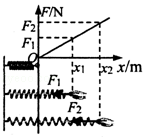 F/N
F₂
F₁
O x₁ x₂ x/m
F₁
F₂